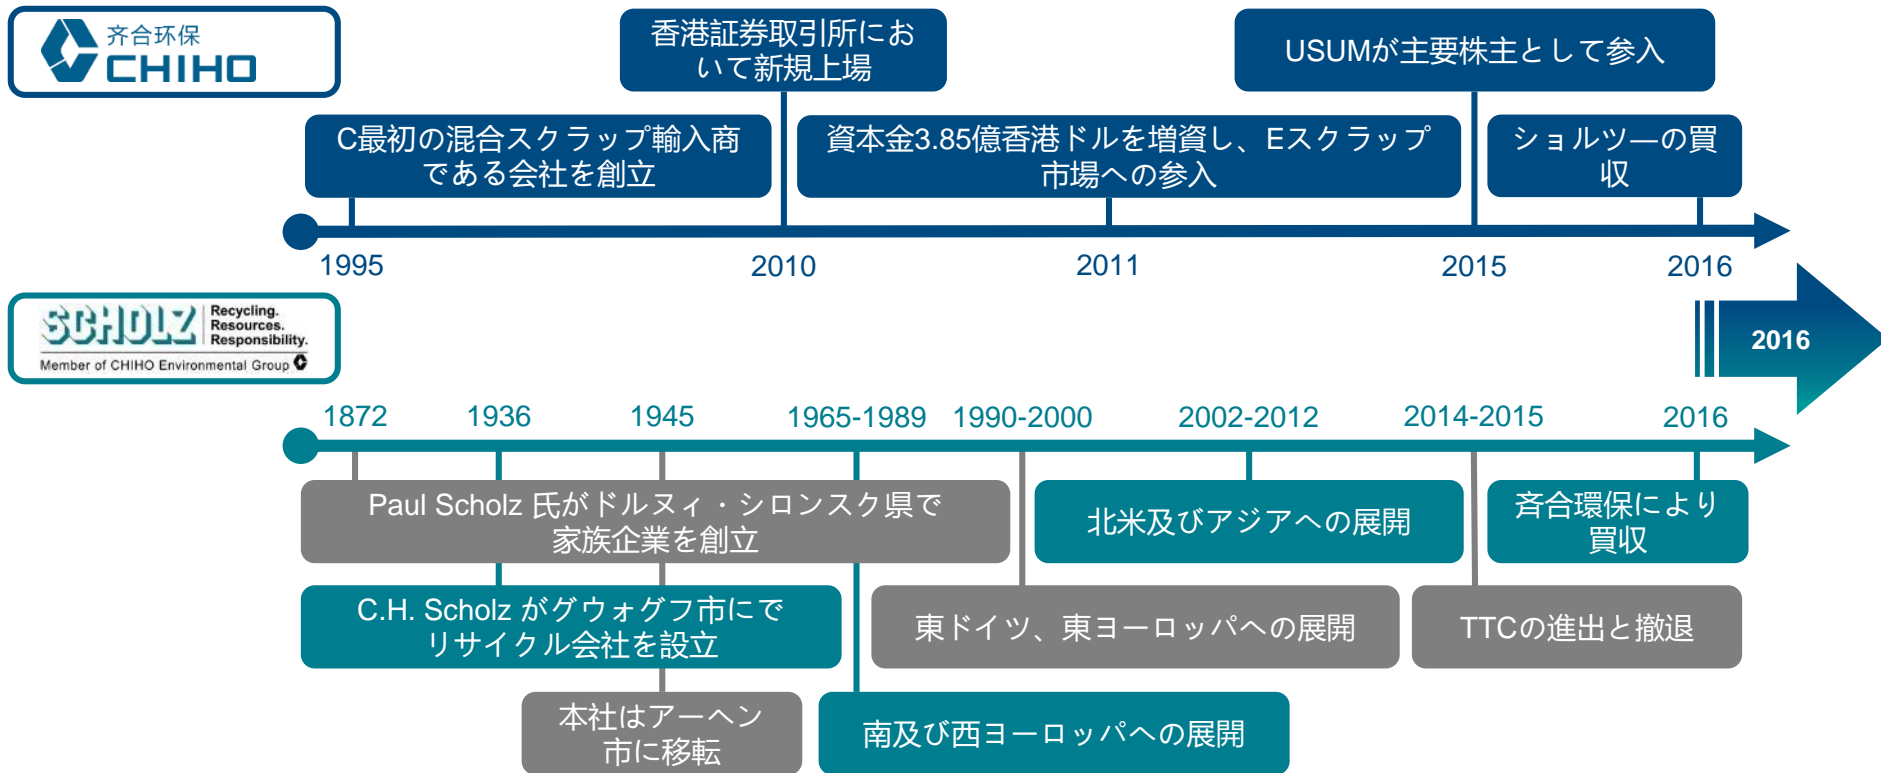 齐合环保
CHIHO
香港証券取引所にお
いて新規上場
USUMが主要株主として参入
C最初の混合スクラップ輸入商
である会社を創立
資本金3.85億香港ドルを増資し、Eスクラップ
市場への参入
ショルツーの買
収
1995
2010
2011
2015
2016
SCHOLZ
Recycling.
Resources.
Responsibility.
Member of CHIHO Environmental Group
2016
1872
1936
1945
1965-1989
1990-2000
2002-2012
2014-2015
2016
Paul Scholz 氏がドルヌィ・シロンスク県で
家族企業を創立
北米及びアジアへの展開
斉合環保により
買収
C.H. Scholz がグウォグフ市にで
リサイクル会社を設立
東ドイツ、東ヨーロッパへの展開
TTCの進出と撤退
本社はアーヘン
市に移転
南及び西ヨーロッパへの展開